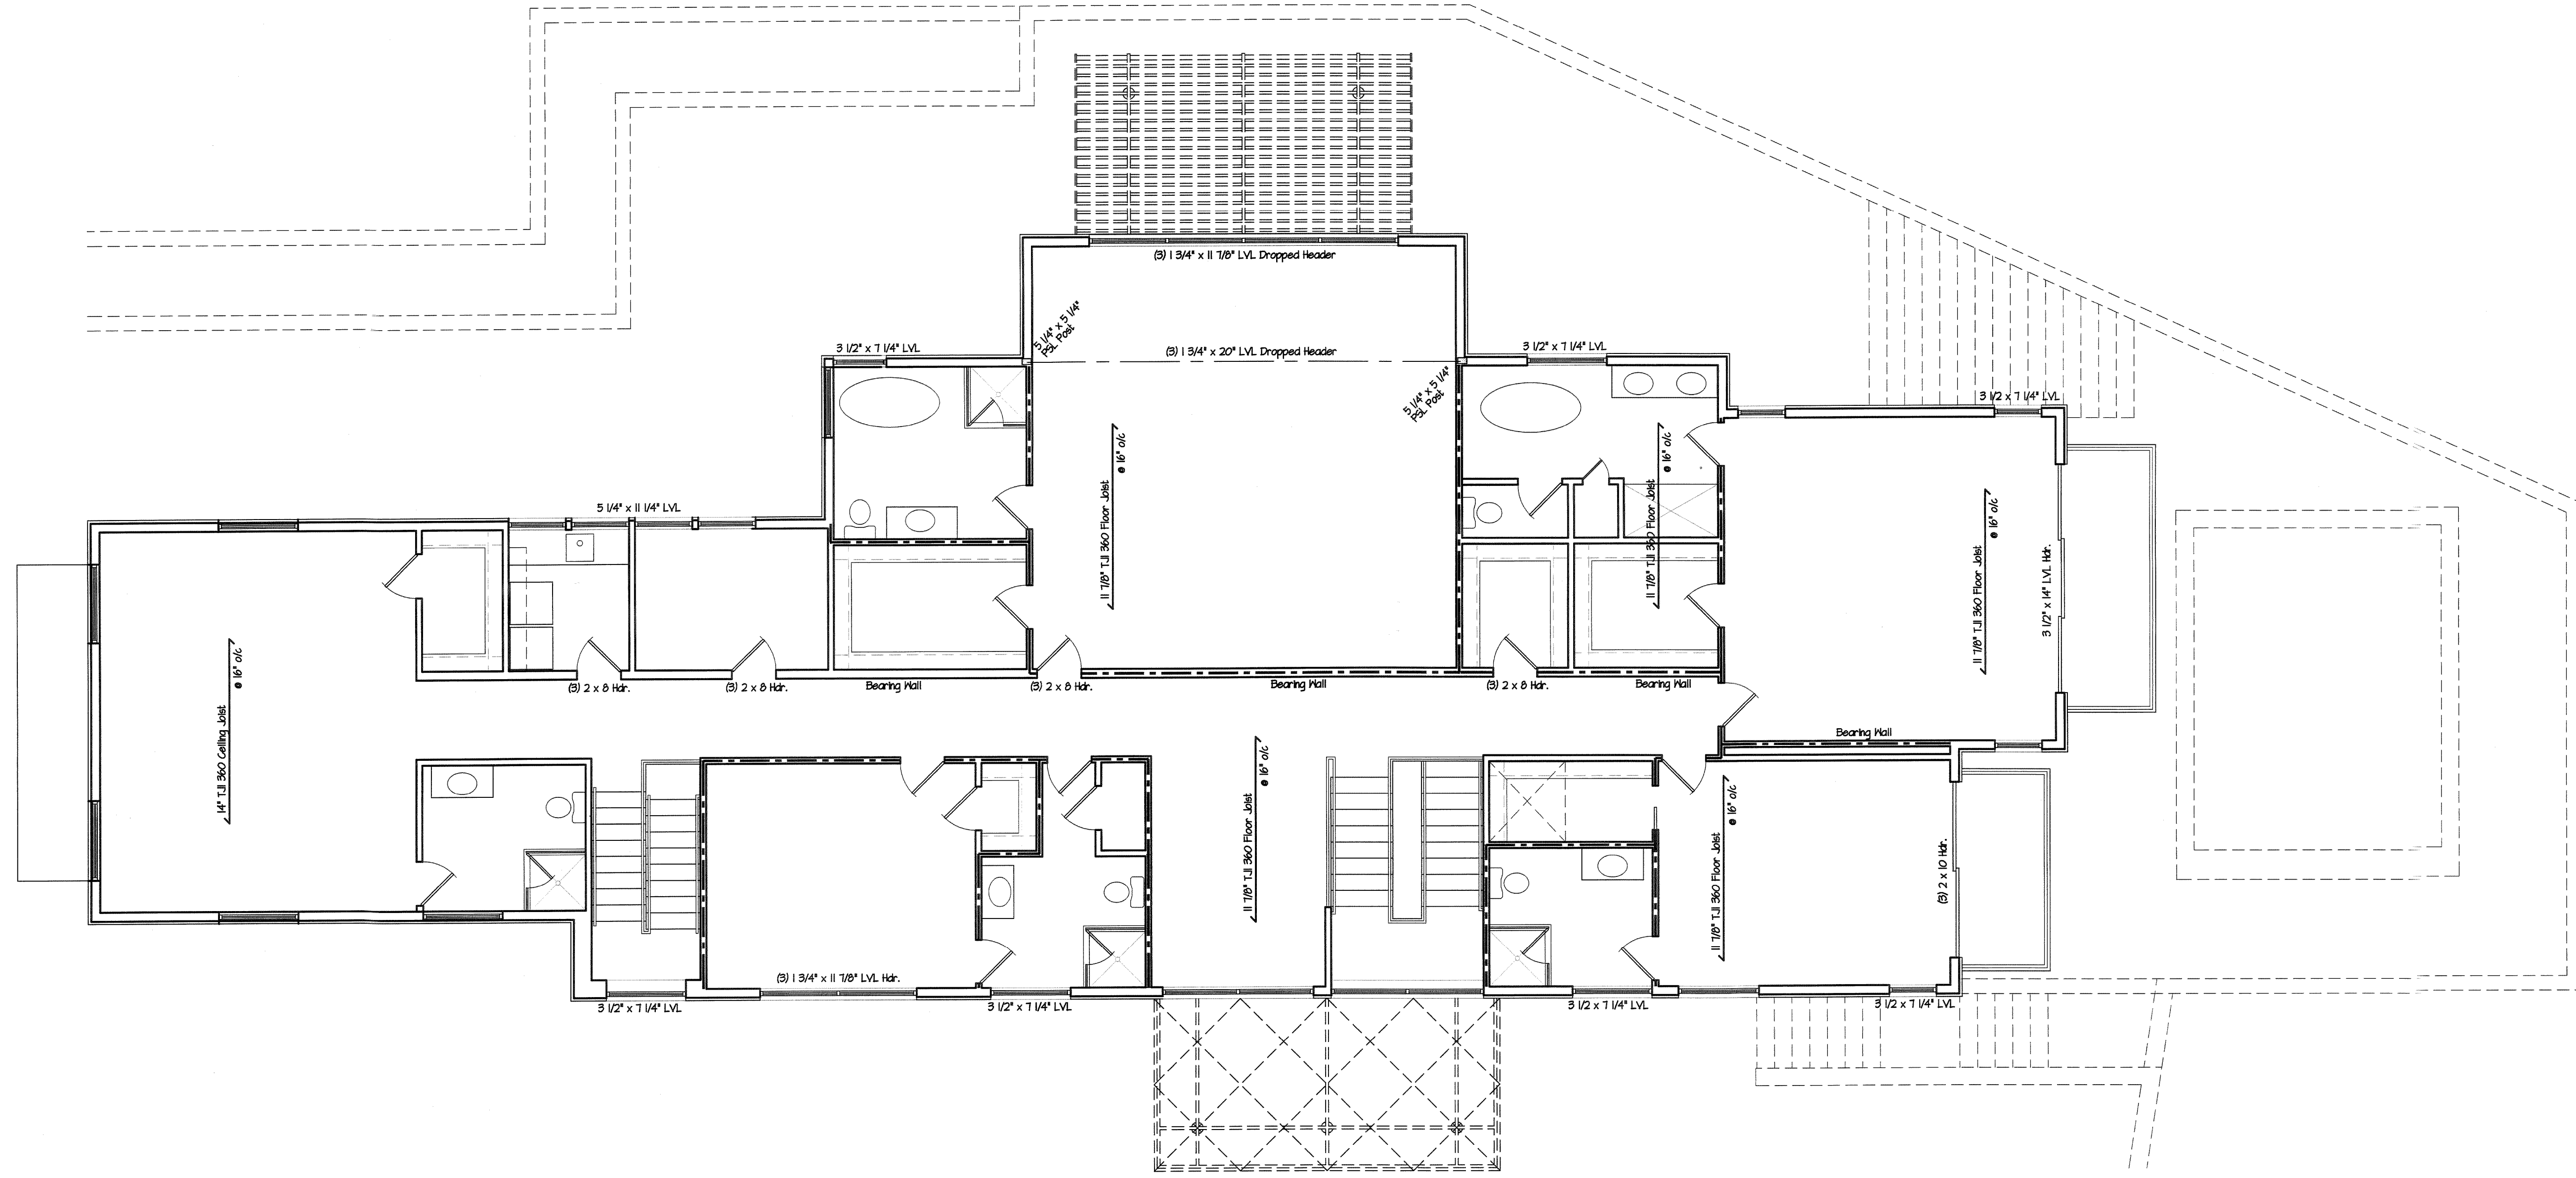 (3) 1 3/4" x 11 7/8" LVL Dropped Header
5 1/4" x 5 1/4"
PSL Post
3 1/2" x 7 1/4" LVL
(3) 1 3/4" x 20" LVL Dropped Header
3 1/2" x 7 1/4" LVL
5 1/4" x 5 1/4"
PSL Post
3 1/2 x 7 1/4" LVL
5 1/4" x 11 1/4" LVL
11 7/8" TJI 360 Floor Joist
@ 16" o/c
11 7/8" TJI 360 Floor Joist
@ 16" o/c
11 7/8" TJI 360 Floor Joist
@ 16" o/c
3 1/2" x 14" LVL Hdr.
14" TJI 360 Ceiling Joist
@ 16" o/c
(3) 2 x 8 Hdr.
(3) 2 x 8 Hdr.
Bearing Wall
(3) 2 x 8 Hdr.
Bearing Wall
(3) 2 x 8 Hdr.
Bearing Wall
Bearing Wall
11 7/8" TJI 360 Floor Joist
@ 16" o/c
11 7/8" TJI 360 Floor Joist
@ 16" o/c
(3) 2 x 10 Hdr.
(3) 1 3/4" x 11 7/8" LVL Hdr.
3 1/2" x 7 1/4" LVL
3 1/2" x 7 1/4" LVL
3 1/2 x 7 1/4" LVL
3 1/2 x 7 1/4" LVL